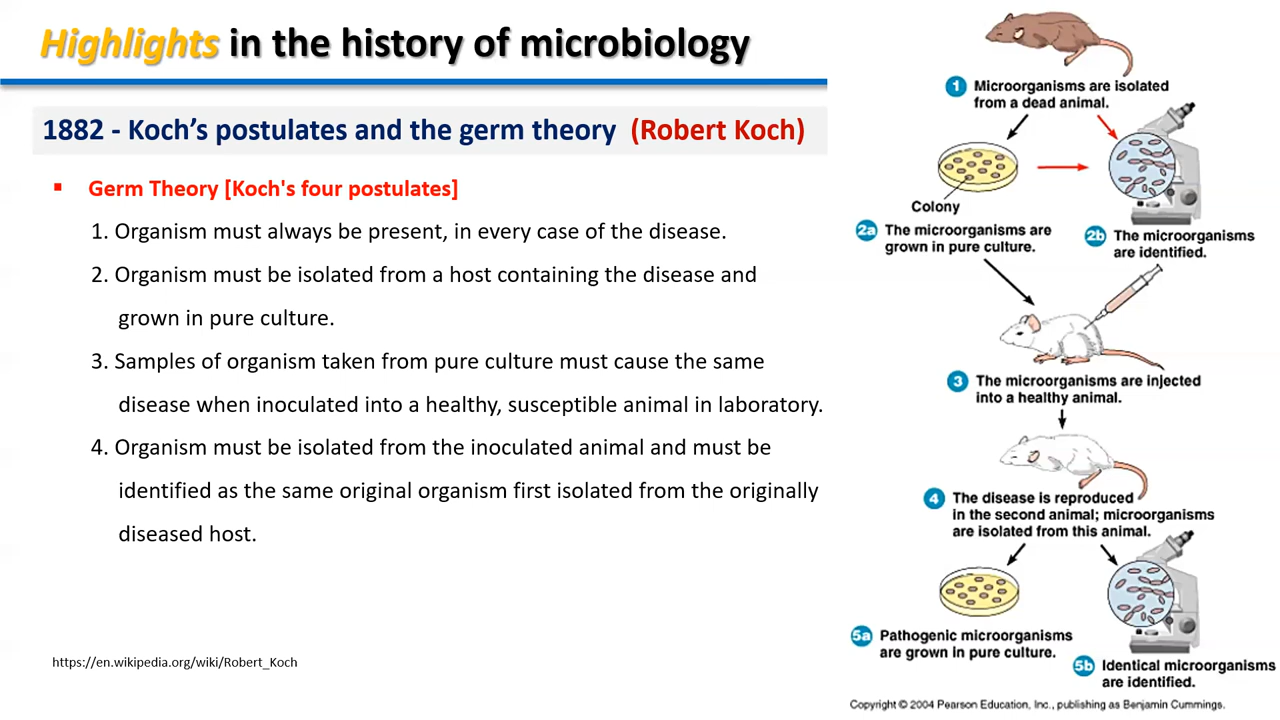 Highlights in the history of microbiology
1882 - Koch's postulates and the germ theory (Robert Koch)
▪ Germ Theory [Koch's four postulates]
1. Organism must always be present, in every case of the disease.
2. Organism must be isolated from a host containing the disease and
grown in pure culture.
3. Samples of organism taken from pure culture must cause the same
disease when inoculated into a healthy, susceptible animal in laboratory.
4. Organism must be isolated from the inoculated animal and must be
identified as the same original organism first isolated from the originally
diseased host.
https://en.wikipedia.org/wiki/Robert_Koch
1 Microorganisms are isolated
from a dead animal.
Colony
2a The microorganisms are
grown in pure culture.
2b The microorganisms
are identified.
3 The microorganisms are injected
into a healthy animal.
4 The disease is reproduced
in the second animal; microorganisms
are isolated from this animal.
5a Pathogenic microorganisms
are grown in pure culture.
5b Identical microorganisms
are identified.
Copyright © 2004 Pearson Education, Inc., publishing as Benjamin Cummings.